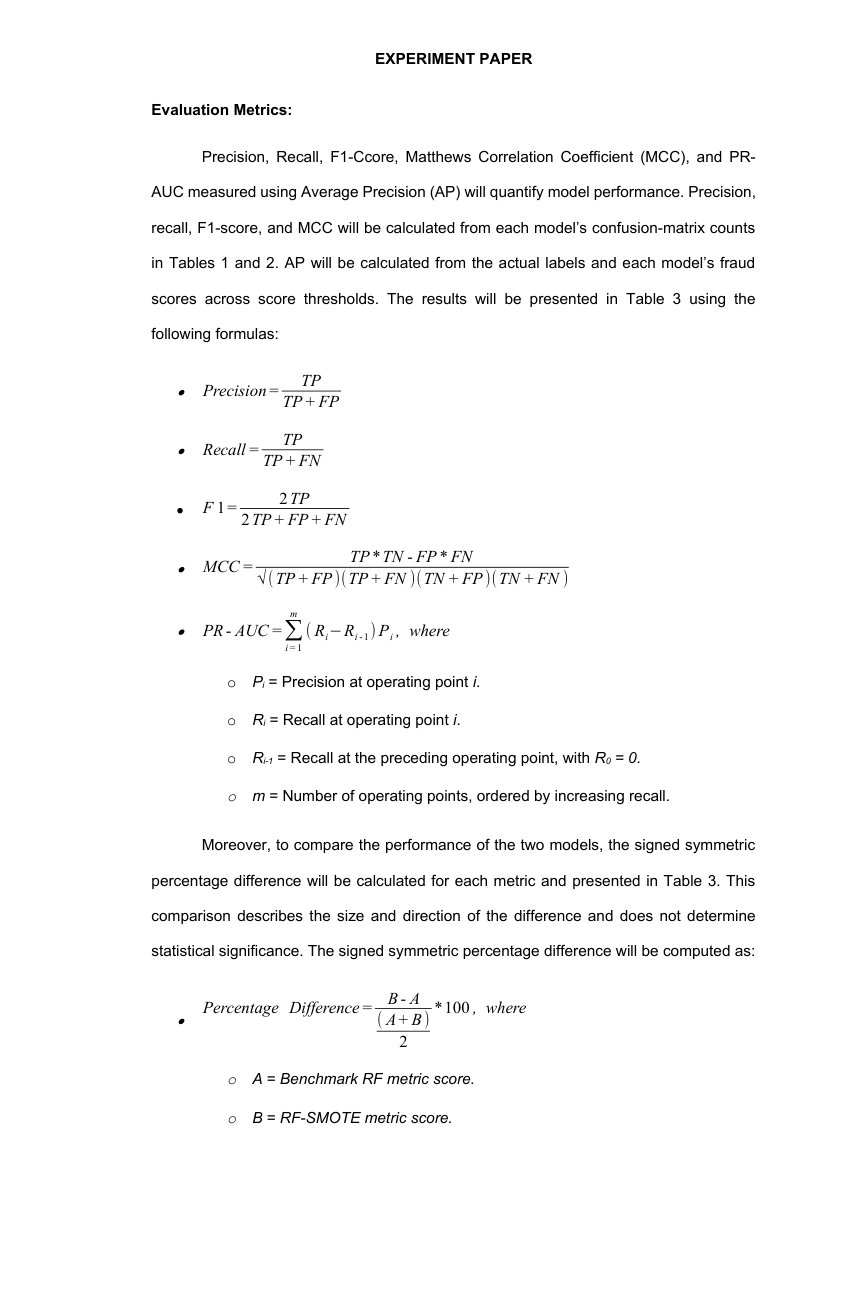 EXPERIMENT PAPER
Evaluation Metrics:
Precision, Recall, F1-Ccore, Matthews Correlation Coefficient (MCC), and PR-
AUC measured using Average Precision (AP) will quantify model performance. Precision,
recall, F1-score, and MCC will be calculated from each model’s confusion-matrix counts
in Tables 1 and 2. AP will be calculated from the actual labels and each model’s fraud
scores across score thresholds. The results will be presented in Table 3 using the
following formulas:
• Precision = TP / (TP + FP)
• Recall = TP / (TP + FN)
• F 1 = 2 TP / (2 TP + FP + FN)
• MCC = (TP * TN - FP * FN) / √((TP + FP)(TP + FN)(TN + FP)(TN + FN))
• PR - AUC = ∑_{i=1}^{m} (R_i − R_{i-1}) P_i , where
○ P_i = Precision at operating point i.
○ R_i = Recall at operating point i.
○ R_{i-1} = Recall at the preceding operating point, with R_0 = 0.
○ m = Number of operating points, ordered by increasing recall.
Moreover, to compare the performance of the two models, the signed symmetric
percentage difference will be calculated for each metric and presented in Table 3. This
comparison describes the size and direction of the difference and does not determine
statistical significance. The signed symmetric percentage difference will be computed as:
• Percentage Difference = (B - A) / ((A + B) / 2) * 100 , where
○ A = Benchmark RF metric score.
○ B = RF-SMOTE metric score.